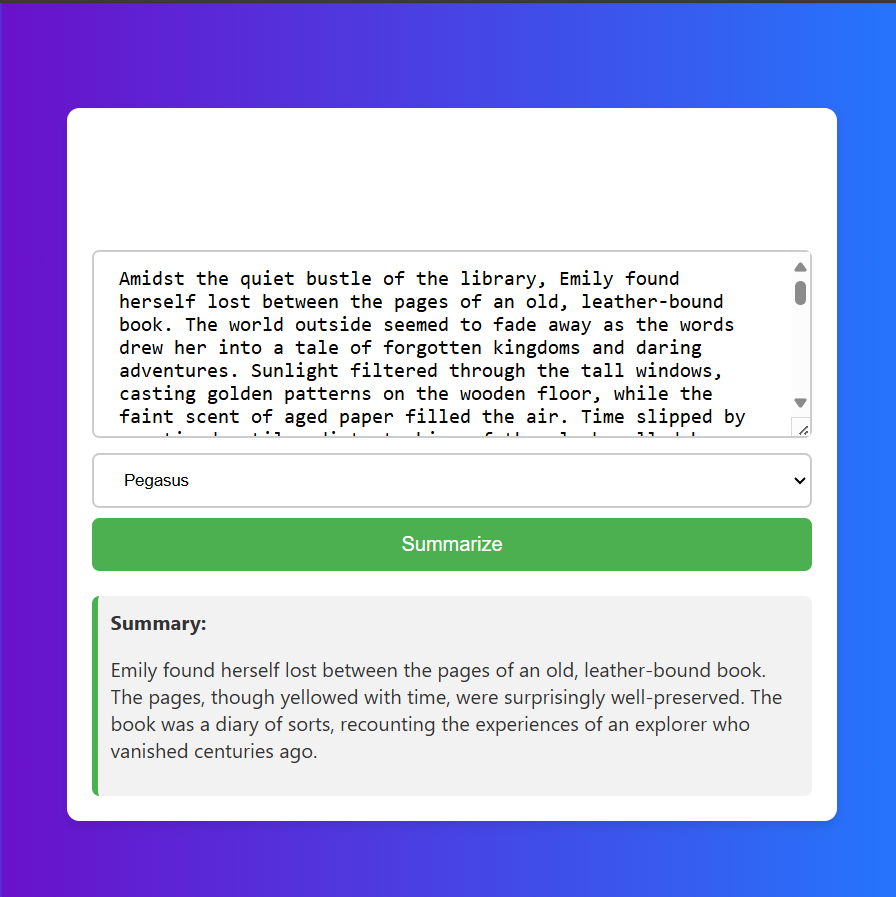 Amidst the quiet bustle of the library, Emily found
herself lost between the pages of an old, leather-bound
book. The world outside seemed to fade away as the words
drew her into a tale of forgotten kingdoms and daring
adventures. Sunlight filtered through the tall windows,
casting golden patterns on the wooden floor, while the
faint scent of aged paper filled the air. Time slipped by
Pegasus
Summarize
Summary:
Emily found herself lost between the pages of an old, leather-bound book.
The pages, though yellowed with time, were surprisingly well-preserved. The
book was a diary of sorts, recounting the experiences of an explorer who
vanished centuries ago.